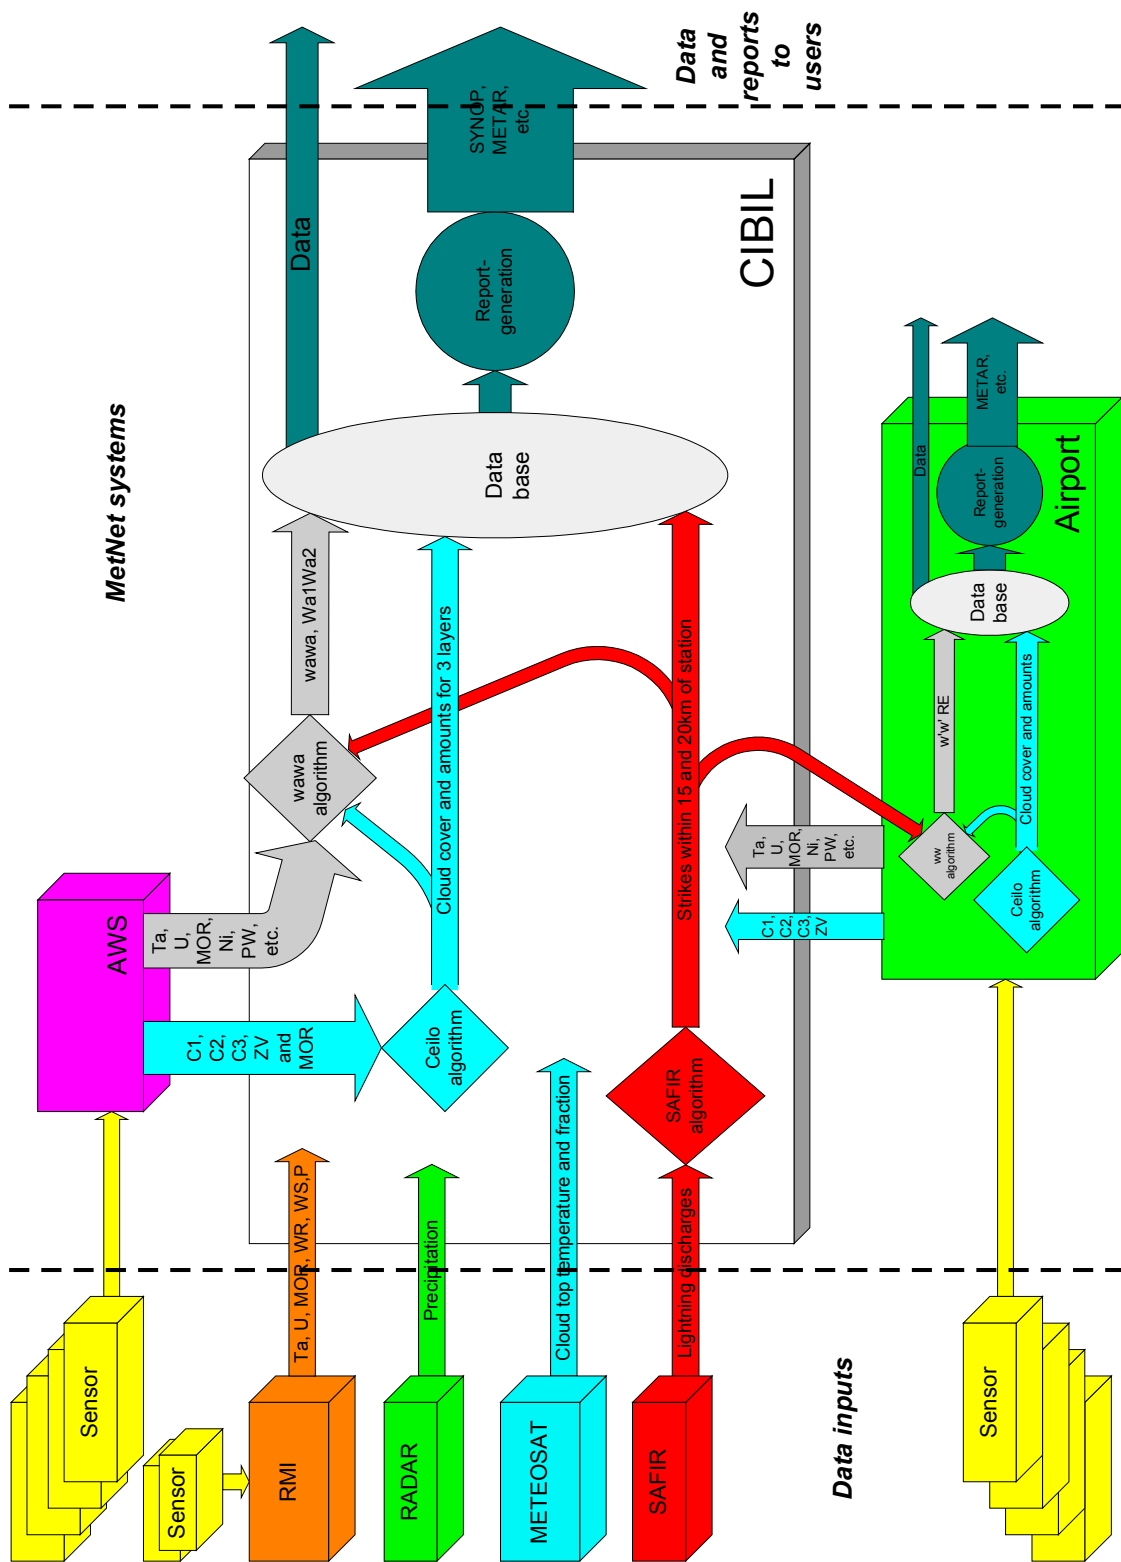 MetNet systems
Data
and
reports
to
users
Data inputs
Sensor
AWS
Ta,
U,
MOR,
Ni,
PW,
etc.
C1,
C2,
C3,
ZV
and
MOR
Sensor
RMI
Ta, U, MOR, WR, WS,P
RADAR
Precipitation
METEOSAT
Cloud top temperature and fraction
SAFIR
Lightning discharges
SAFIR
algorithm
Strikes within 15 and 20km of station
Ceilo
algorithm
Cloud cover and amounts for 3 layers
wawa
algorithm
wawa, Wa1Wa2
Data
base
Data
Report-
generation
SYNOP,
METAR,
etc.
CIBIL
Sensor
C1,
C2,
C3,
ZV
Ta,
U,
MOR,
Ni,
PW,
etc.
ww
algorithm
w'w' RE
Ceilo
algorithm
Cloud cover and amounts
Data
base
Data
Report-
generation
METAR,
etc.
Airport